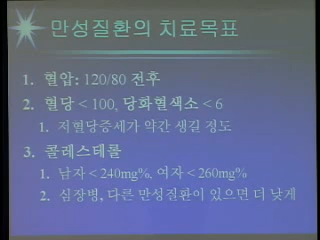 만성질환의 치료목표
1. 혈압: 120/80 전후
2. 혈당 < 100, 당화혈색소 < 6
1. 저혈당증세가 약간 생길 정도
3. 콜레스테롤
1. 남자 < 240mg%, 여자 < 260mg%
2. 심장병, 다른 만성질환이 있으면 더 낮게